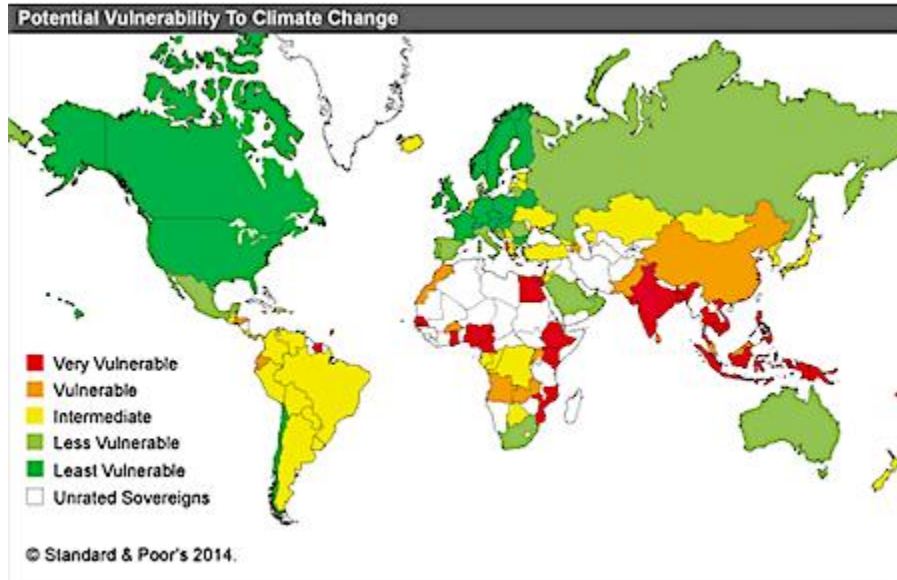 Potential Vulnerability To Climate Change
Very Vulnerable
Vulnerable
Intermediate
Less Vulnerable
Least Vulnerable
Unrated Sovereigns
© Standard & Poor's 2014.